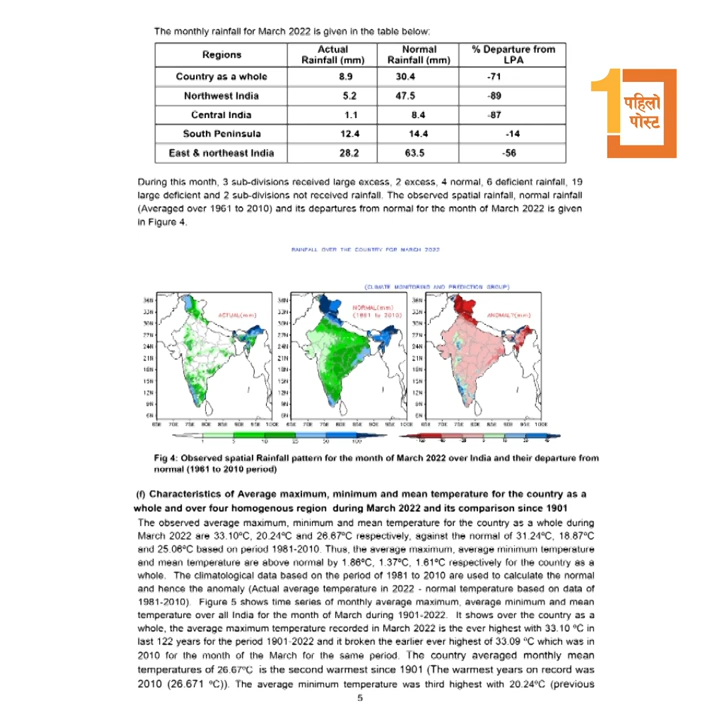 The monthly rainfall for March 2022 is given in the table below:
Regions Actual Rainfall (mm) Normal Rainfall (mm) % Departure from LPA
Country as a whole 8.9 30.4 -71
Northwest India 5.2 47.5 -89
Central India 1.1 8.4 -87
South Peninsula 12.4 14.4 -14
East & northeast India 28.2 63.5 -56
पहिलो
पोस्ट
During this month, 3 sub-divisions received large excess, 2 excess, 4 normal, 6 deficient rainfall, 19
large deficient and 2 sub-divisions not received rainfall. The observed spatial rainfall, normal rainfall
(Averaged over 1961 to 2010) and its departures from normal for the month of March 2022 is given
in Figure 4.
RAINFALL OVER THE COUNTRY FOR MARCH 2022
(CLIMATE MONITORING AND PREDICTION GROUP)
ACTUAL(mm)
NORMAL(mm)
(1961 to 2010)
ANOMALY(mm)
Fig 4: Observed spatial Rainfall pattern for the month of March 2022 over India and their departure from
normal (1961 to 2010 period)
(f) Characteristics of Average maximum, minimum and mean temperature for the country as a
whole and over four homogenous region during March 2022 and its comparison since 1901
The observed average maximum, minimum and mean temperature for the country as a whole during
March 2022 are 33.10ºC, 20.24ºC and 26.67ºC respectively, against the normal of 31.24ºC, 18.87ºC
and 25.06ºC based on period 1981-2010. Thus, the average maximum, average minimum temperature
and mean temperature are above normal by 1.86ºC, 1.37ºC, 1.61ºC respectively for the country as a
whole. The climatological data based on the period of 1981 to 2010 are used to calculate the normal
and hence the anomaly (Actual average temperature in 2022 - normal temperature based on data of
1981-2010). Figure 5 shows time series of monthly average maximum, average minimum and mean
temperature over all India for the month of March during 1901-2022. It shows over the country as a
whole, the average maximum temperature recorded in March 2022 is the ever highest with 33.10 ºC in
last 122 years for the period 1901-2022 and it broken the earlier ever highest of 33.09 ºC which was in
2010 for the month of the March for the same period. The country averaged monthly mean
temperatures of 26.67ºC is the second warmest since 1901 (The warmest years on record was
2010 (26.671 ºC)). The average minimum temperature was third highest with 20.24ºC (previous
5